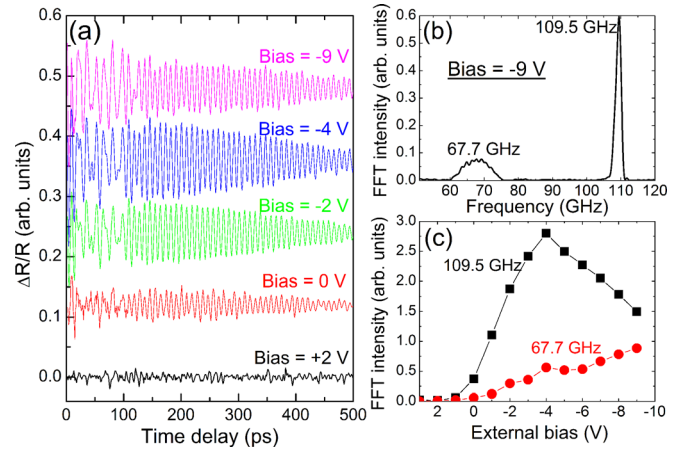 (a)
Bias = -9 V
Bias = -4 V
Bias = -2 V
Bias = 0 V
Bias = +2 V
0.6
0.5
0.4
0.3
0.2
0.1
0.0
ΔR/R (arb. units)
0 100 200 300 400 500
Time delay (ps)
(b)
109.5 GHz
Bias = -9 V
67.7 GHz
0.6
0.5
0.4
0.3
0.2
0.1
0.0
FFT intensity (arb. units)
60 70 80 90 100 110 120
Frequency (GHz)
(c)
109.5 GHz
67.7 GHz
3.0
2.5
2.0
1.5
1.0
0.5
0.0
FFT intensity (arb. units)
2 0 -2 -4 -6 -8 -10
External bias (V)